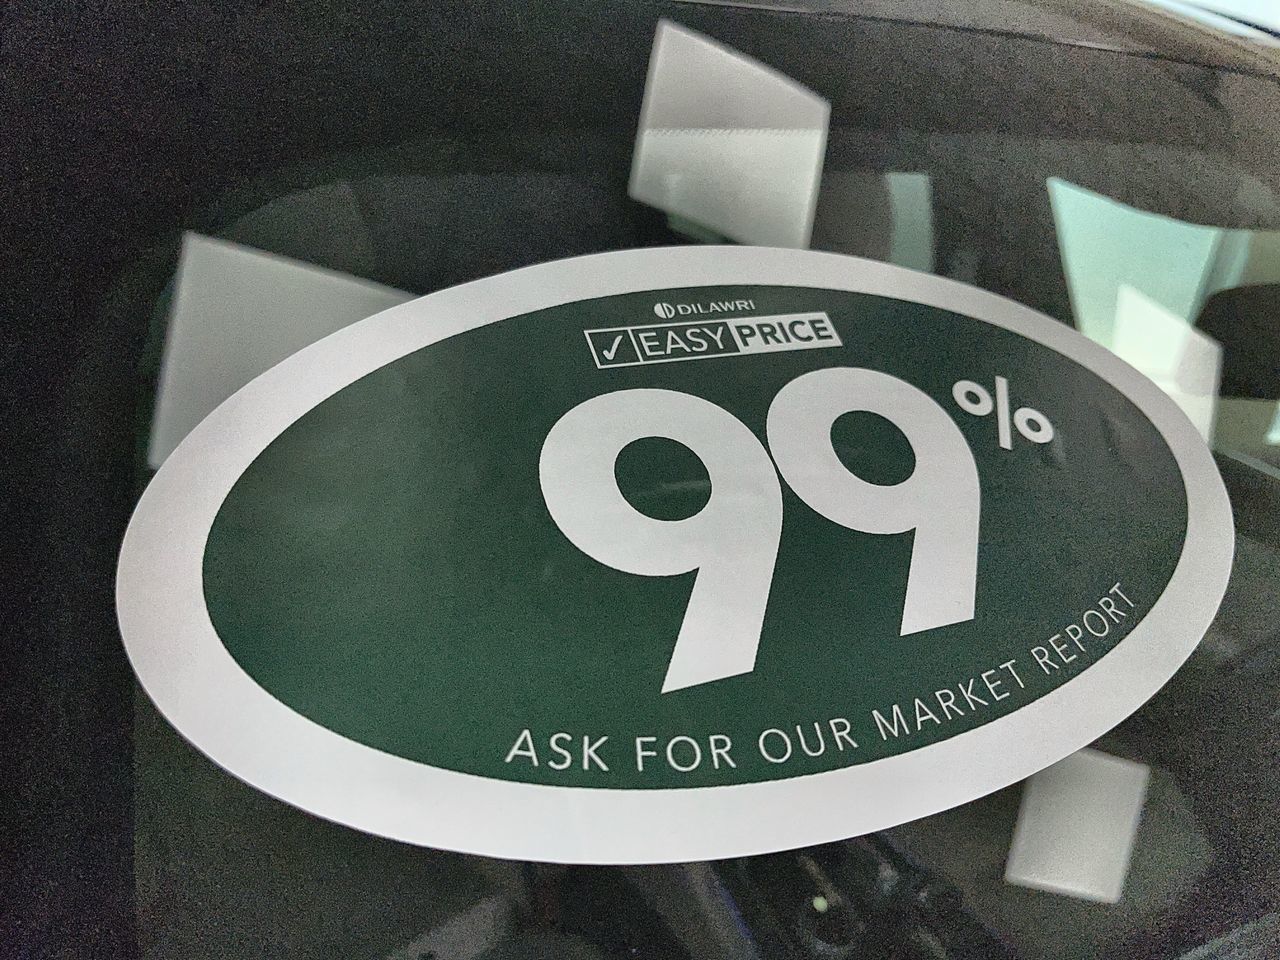 DILAWRI
✓ EASY PRICE
99%
ASK FOR OUR MARKET REPORT